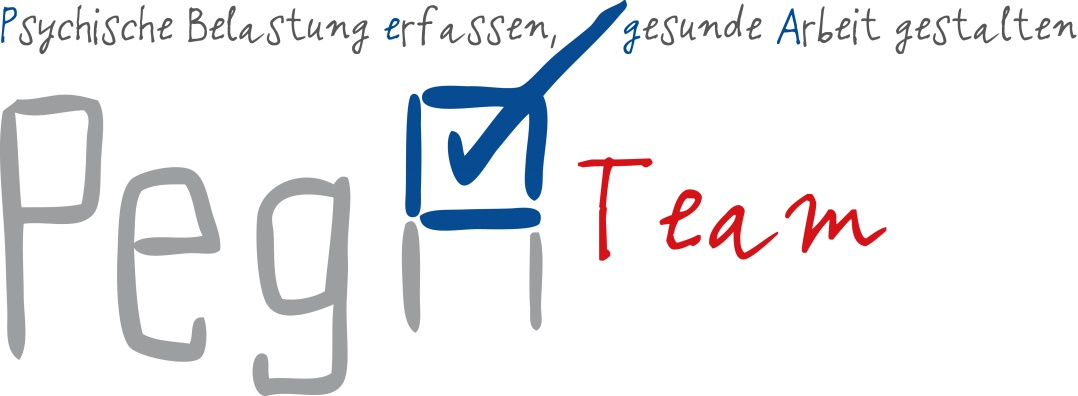 Psychische Belastung erfassen, gesunde Arbeit gestalten
PegA Team